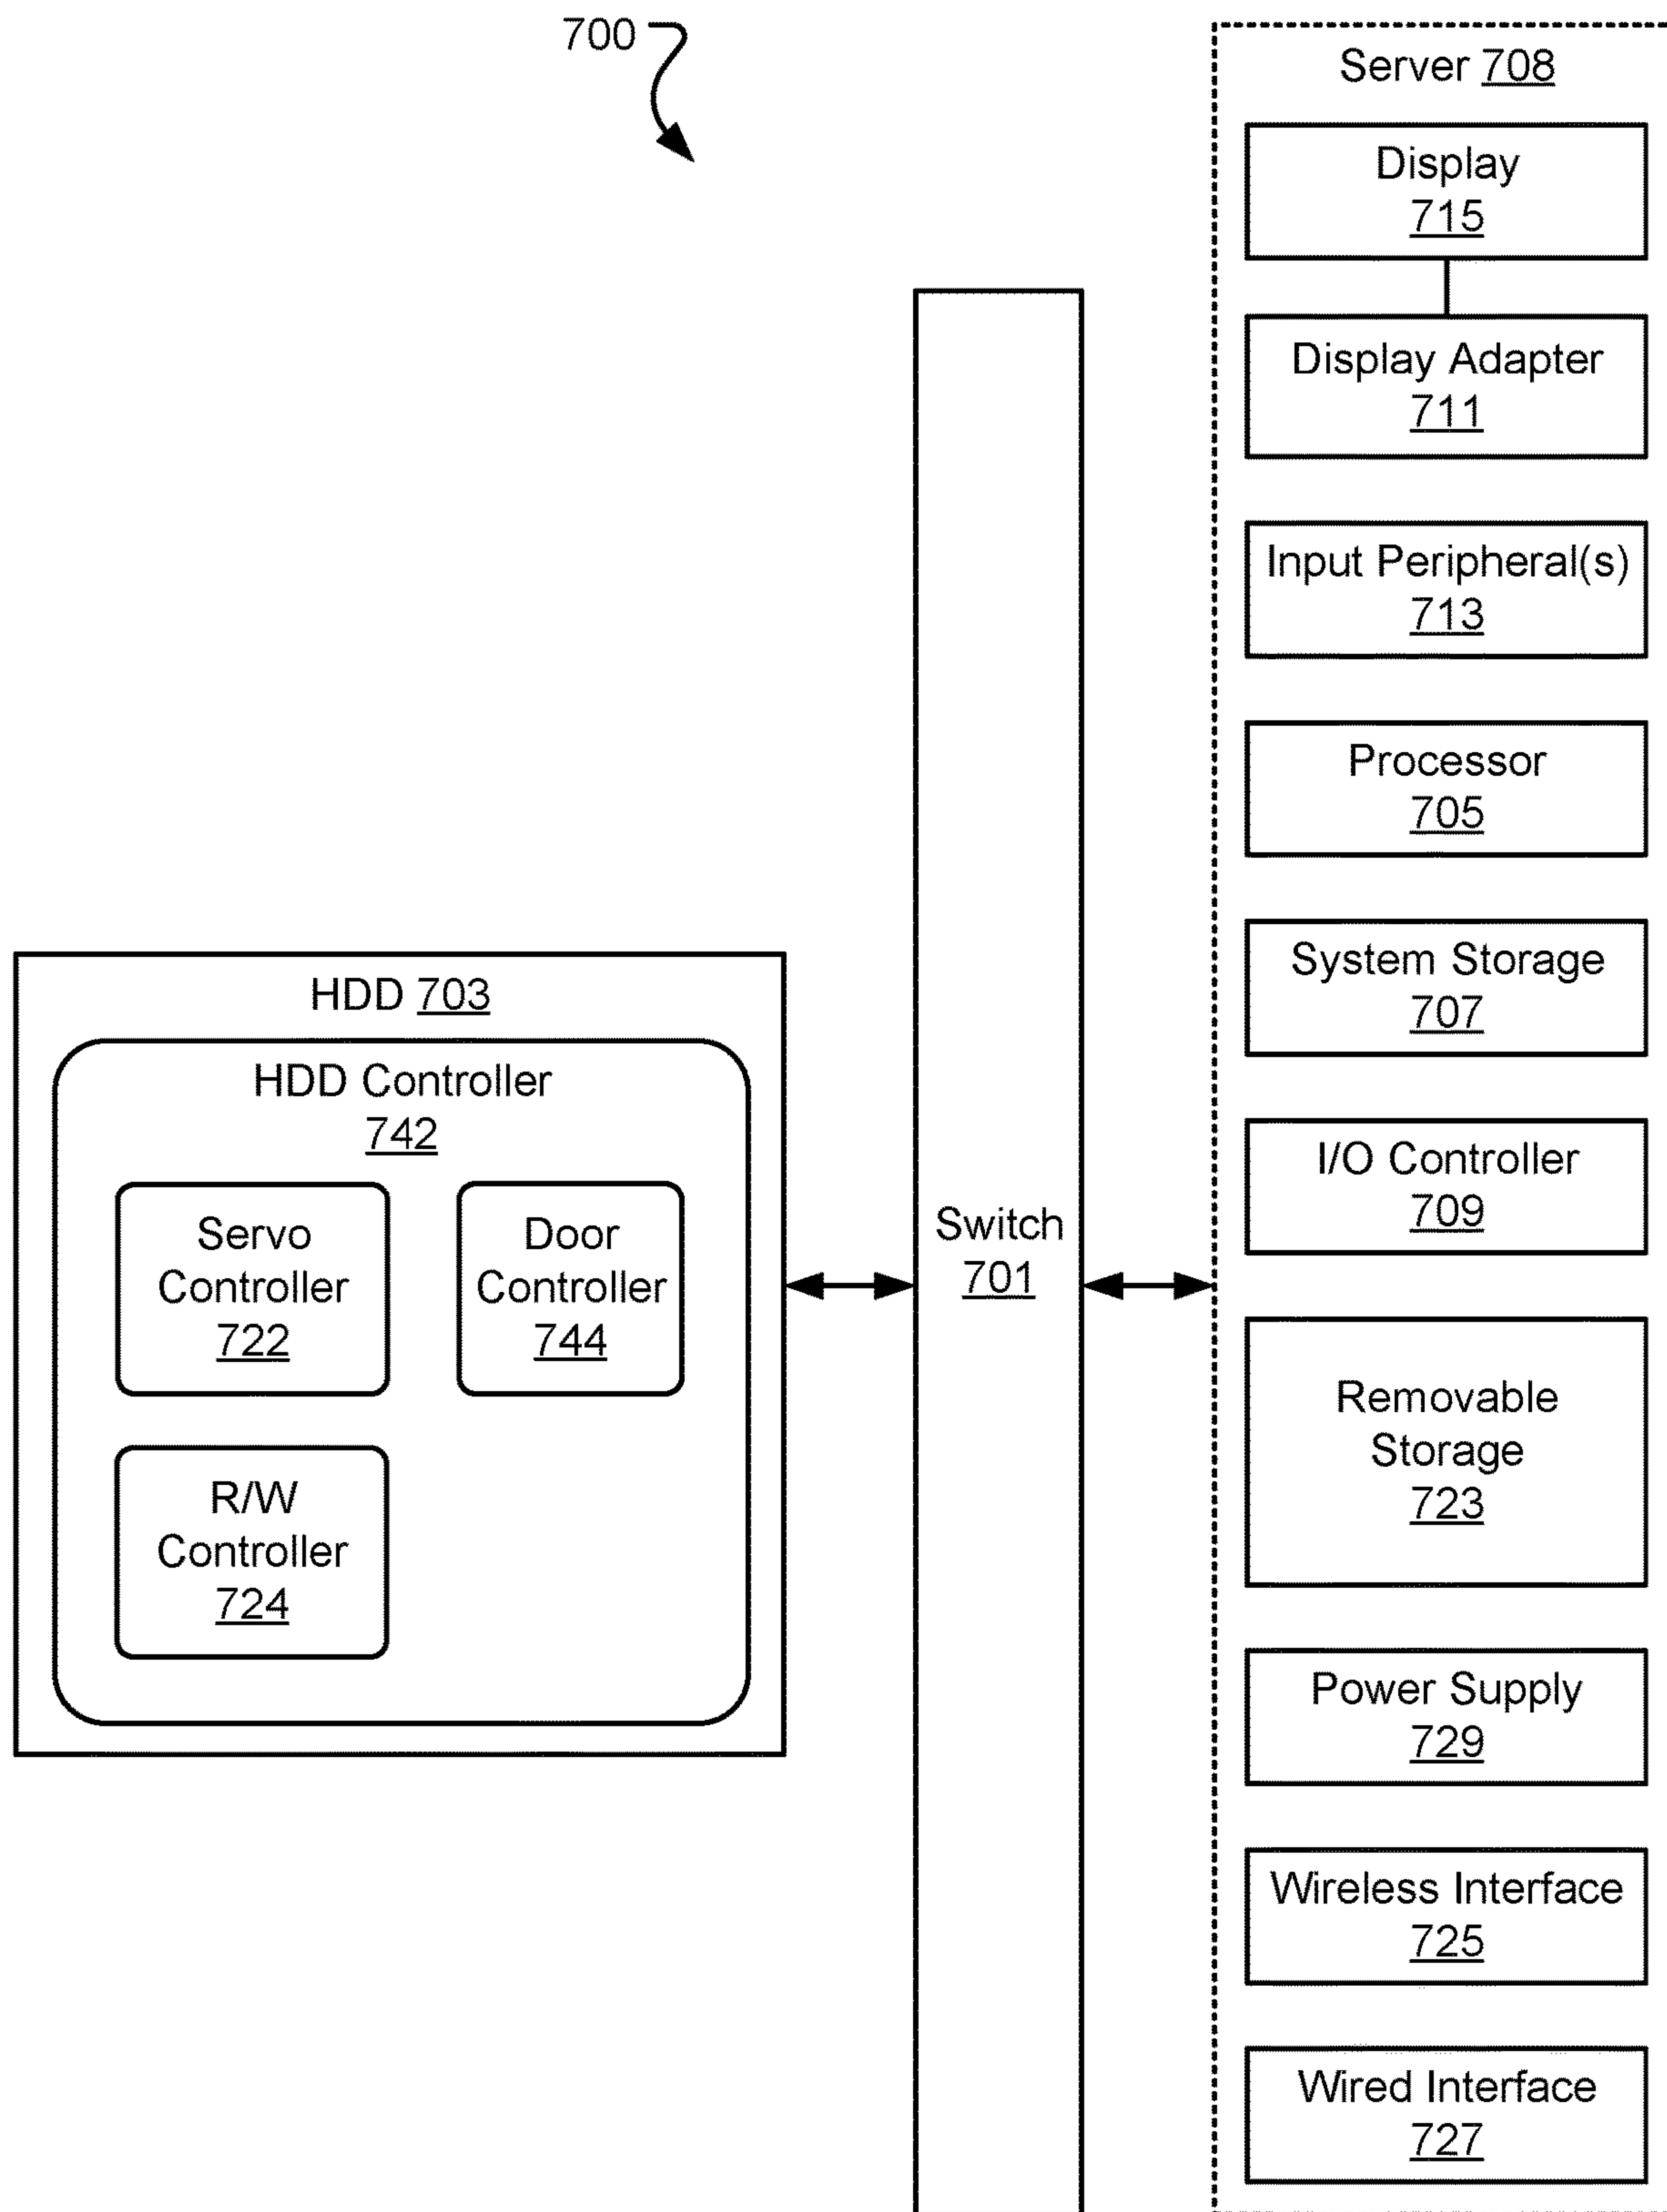 700
Server 708
Display
715
Display Adapter
711
Input Peripheral(s)
713
Processor
705
System Storage
707
I/O Controller
709
Removable
Storage
723
Power Supply
729
Wireless Interface
725
Wired Interface
727
Switch
701
HDD 703
HDD Controller
742
Servo
Controller
722
Door
Controller
744
R/W
Controller
724